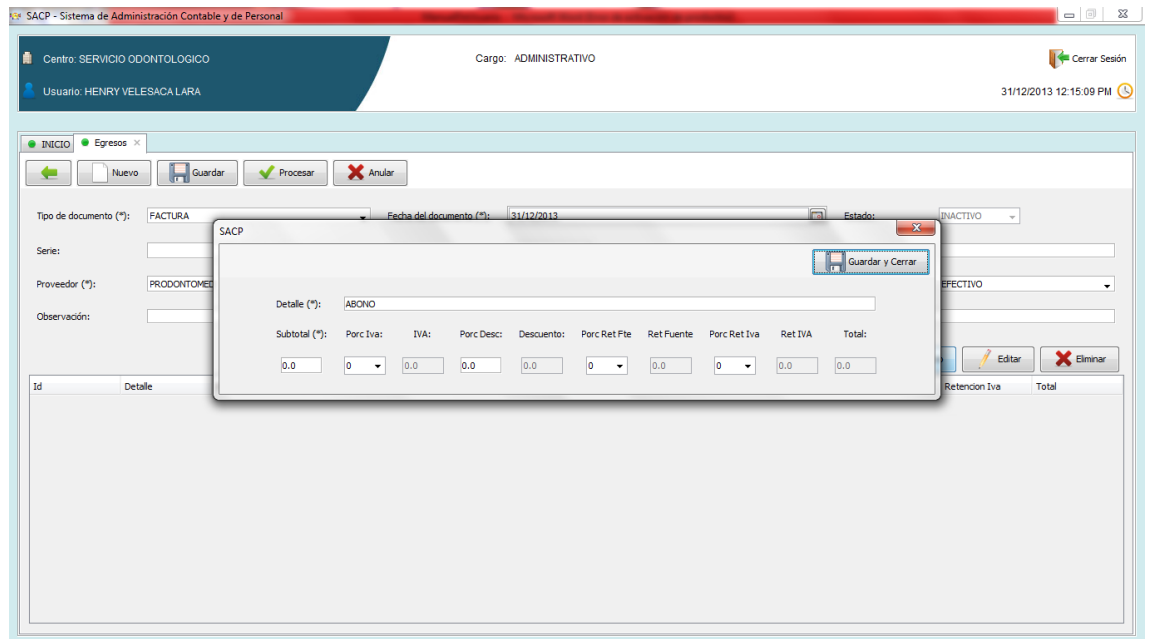 SACP - Sistema de Administración Contable y de Personal
Centro: SERVICIO ODONTOLOGICO
Cargo: ADMINISTRATIVO
Cerrar Sesión
Usuario: HENRY VELESACA LARA
31/12/2013 12:15:09 PM
INICIO
Egresos
Nuevo
Guardar
Procesar
Anular
Tipo de documento (*): FACTURA
Fecha del documento (*): 31/12/2013
Estado: INACTIVO
SACP
Serie:
Guardar y Cerrar
Proveedor (*): PRODONTOMED
EFECTIVO
Detalle (*): ABONO
Observación:
Subtotal (*): Porc Iva: IVA: Porc Desc: Descuento: Porc Ret Fte Ret Fuente Porc Ret Iva Ret IVA Total:
0.0 0 0.0 0.0 0.0 0 0.0 0 0.0 0.0
Editar
Eliminar
Id Detalle Retencion Iva Total